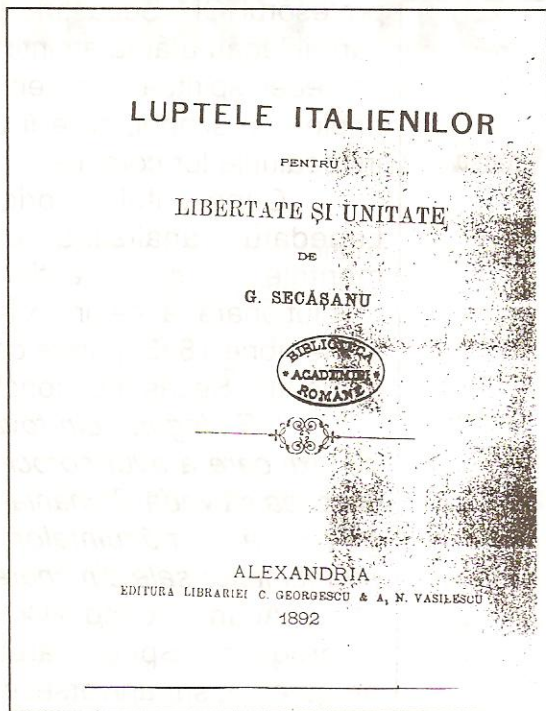 LUPTELE ITALIENILOR
PENTRU
LIBERTATE ȘI UNITATE
DE
G. SECĂȘANU
BIBLIOTECA
* ACADEMIEI *
ROMÂNE
ALEXANDRIA
EDITURA LIBRARIEI C. GEORGESCU & A, N. VASILESCU
1892